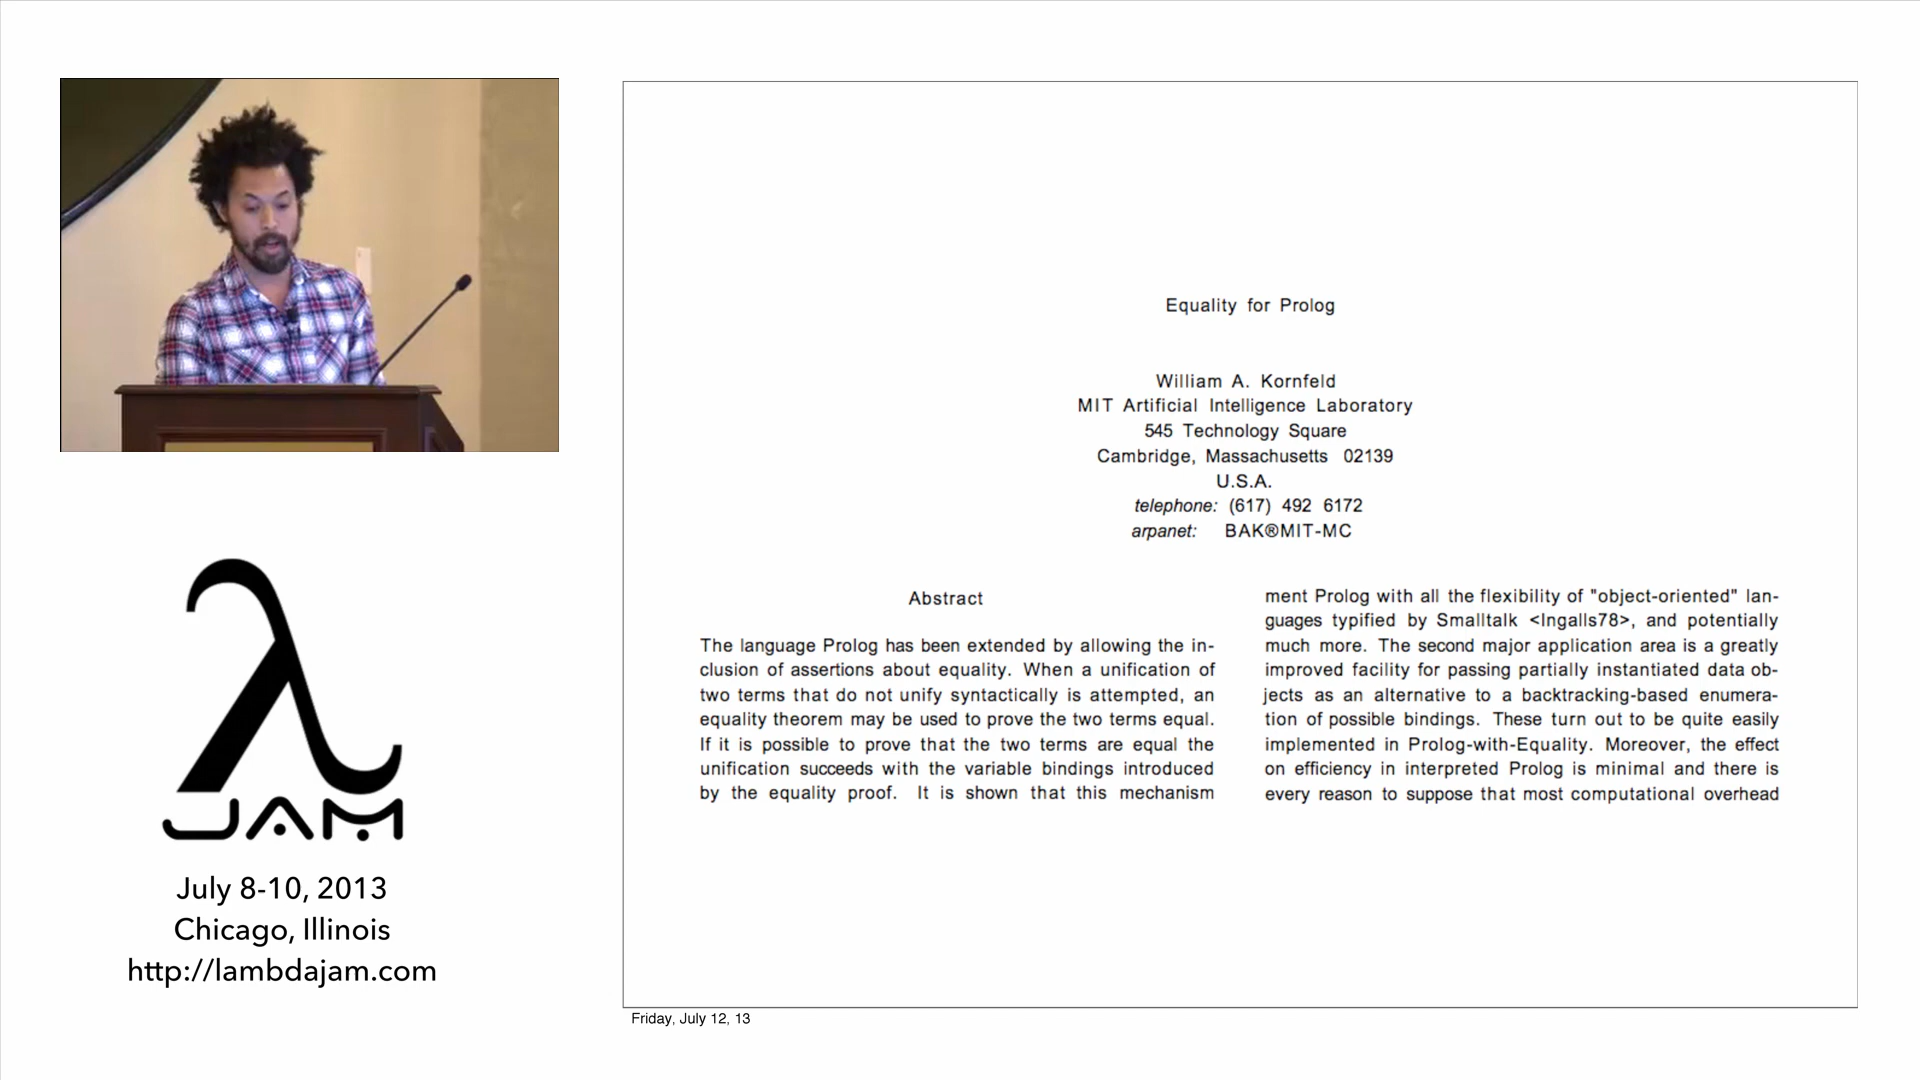 JAM
July 8-10, 2013
Chicago, Illinois
http://lambdajam.com
Equality for Prolog
William A. Kornfeld
MIT Artificial Intelligence Laboratory
545 Technology Square
Cambridge, Massachusetts 02139
U.S.A.
telephone: (617) 492 6172
arpanet: BAK®MIT-MC
Abstract
The language Prolog has been extended by allowing the in-
clusion of assertions about equality. When a unification of
two terms that do not unify syntactically is attempted, an
equality theorem may be used to prove the two terms equal.
If it is possible to prove that the two terms are equal the
unification succeeds with the variable bindings introduced
by the equality proof. It is shown that this mechanism
ment Prolog with all the flexibility of "object-oriented" lan-
guages typified by Smalltalk <Ingalls78>, and potentially
much more. The second major application area is a greatly
improved facility for passing partially instantiated data ob-
jects as an alternative to a backtracking-based enumera-
tion of possible bindings. These turn out to be quite easily
implemented in Prolog-with-Equality. Moreover, the effect
on efficiency in interpreted Prolog is minimal and there is
every reason to suppose that most computational overhead
Friday, July 12, 13